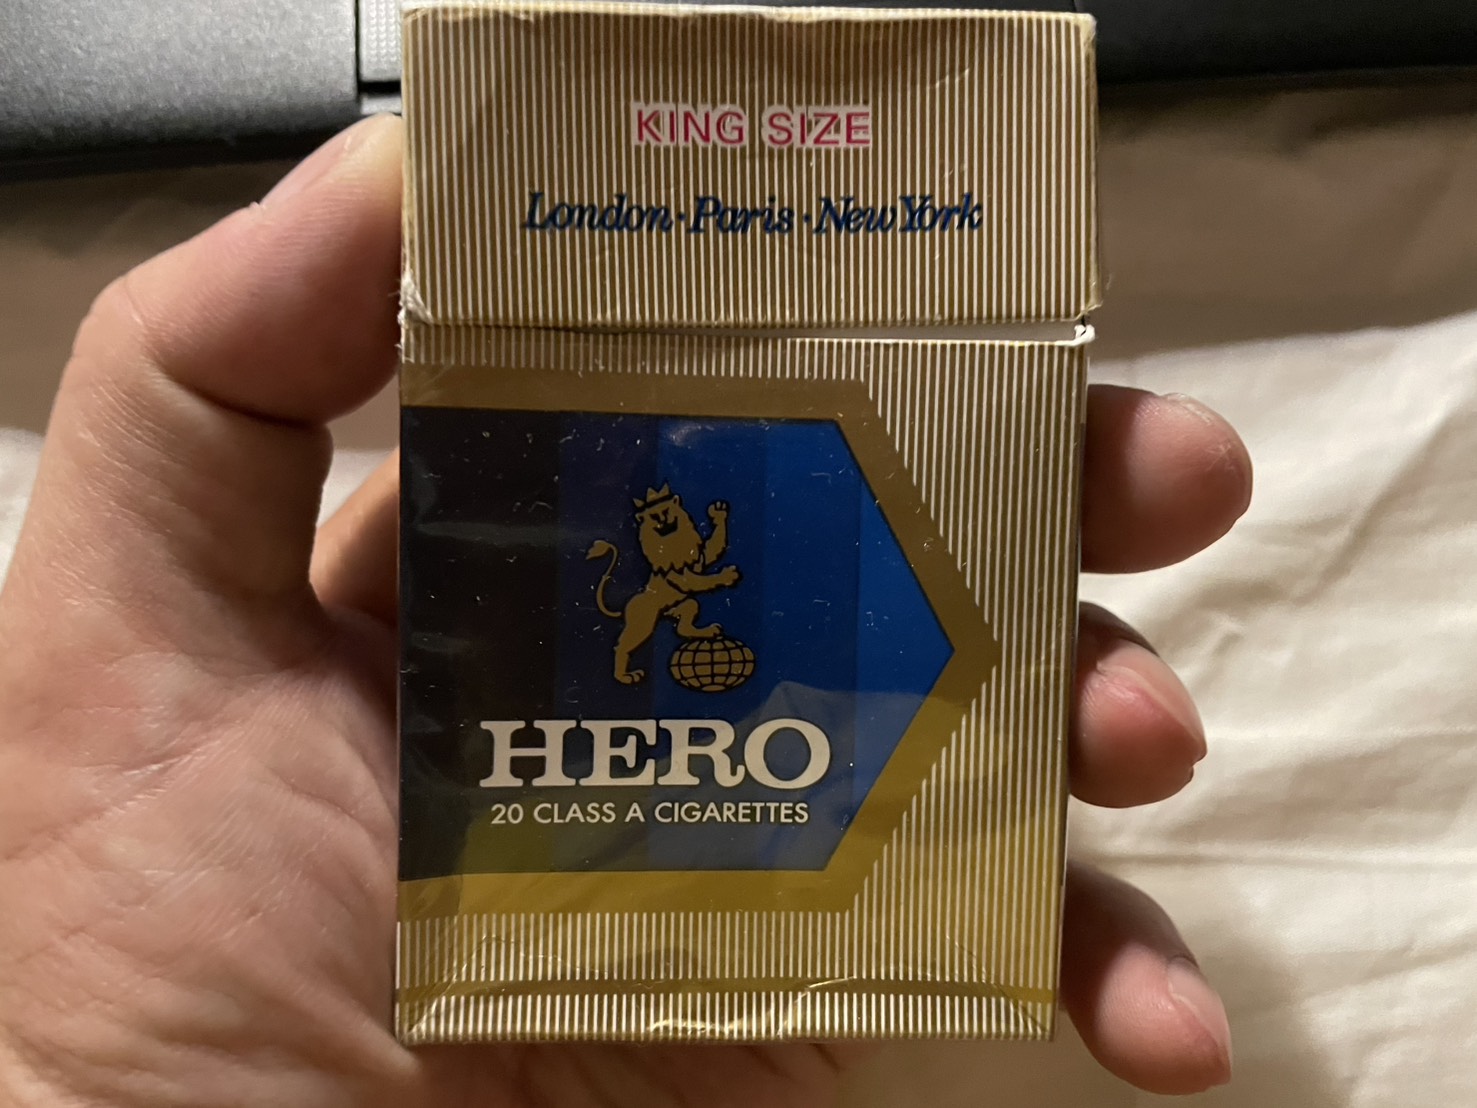 KING SIZE
London·Paris·New York
HERO
20 CLASS A CIGARETTES